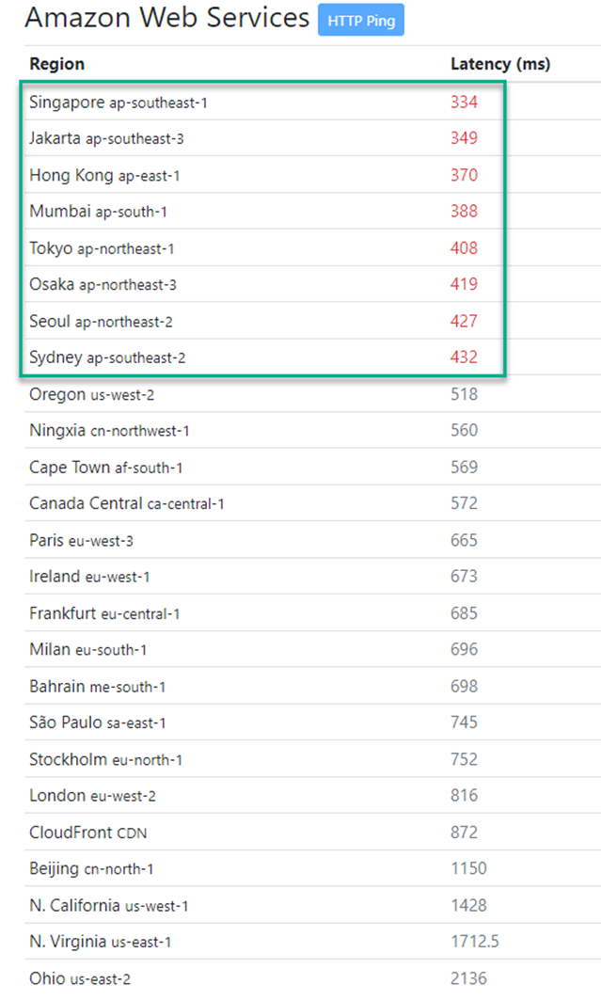 Amazon Web Services HTTP Ping
Region Latency (ms)
Singapore ap-southeast-1 334
Jakarta ap-southeast-3 349
Hong Kong ap-east-1 370
Mumbai ap-south-1 388
Tokyo ap-northeast-1 408
Osaka ap-northeast-3 419
Seoul ap-northeast-2 427
Sydney ap-southeast-2 432
Oregon us-west-2 518
Ningxia cn-northwest-1 560
Cape Town af-south-1 569
Canada Central ca-central-1 572
Paris eu-west-3 665
Ireland eu-west-1 673
Frankfurt eu-central-1 685
Milan eu-south-1 696
Bahrain me-south-1 698
São Paulo sa-east-1 745
Stockholm eu-north-1 752
London eu-west-2 816
CloudFront CDN 872
Beijing cn-north-1 1150
N. California us-west-1 1428
N. Virginia us-east-1 1712.5
Ohio us-east-2 2136